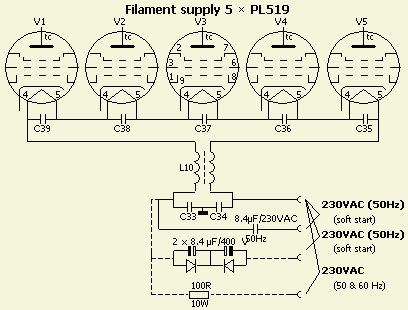 Filament supply 5 × PL519
V1 V2 V3 V4 V5
tc tc tc tc tc
2 7
3 6
1 9 8
4 5 4 5 4 5 4 5 4 5
C39 C38 C37 C36 C35
L10
C33 C34
230VAC (50Hz)
(soft start)
8.4µF/230VAC
50Hz
230VAC (50Hz)
(soft start)
2 x 8.4 µF/400 V
230VAC
(50 & 60 Hz)
100R
10W